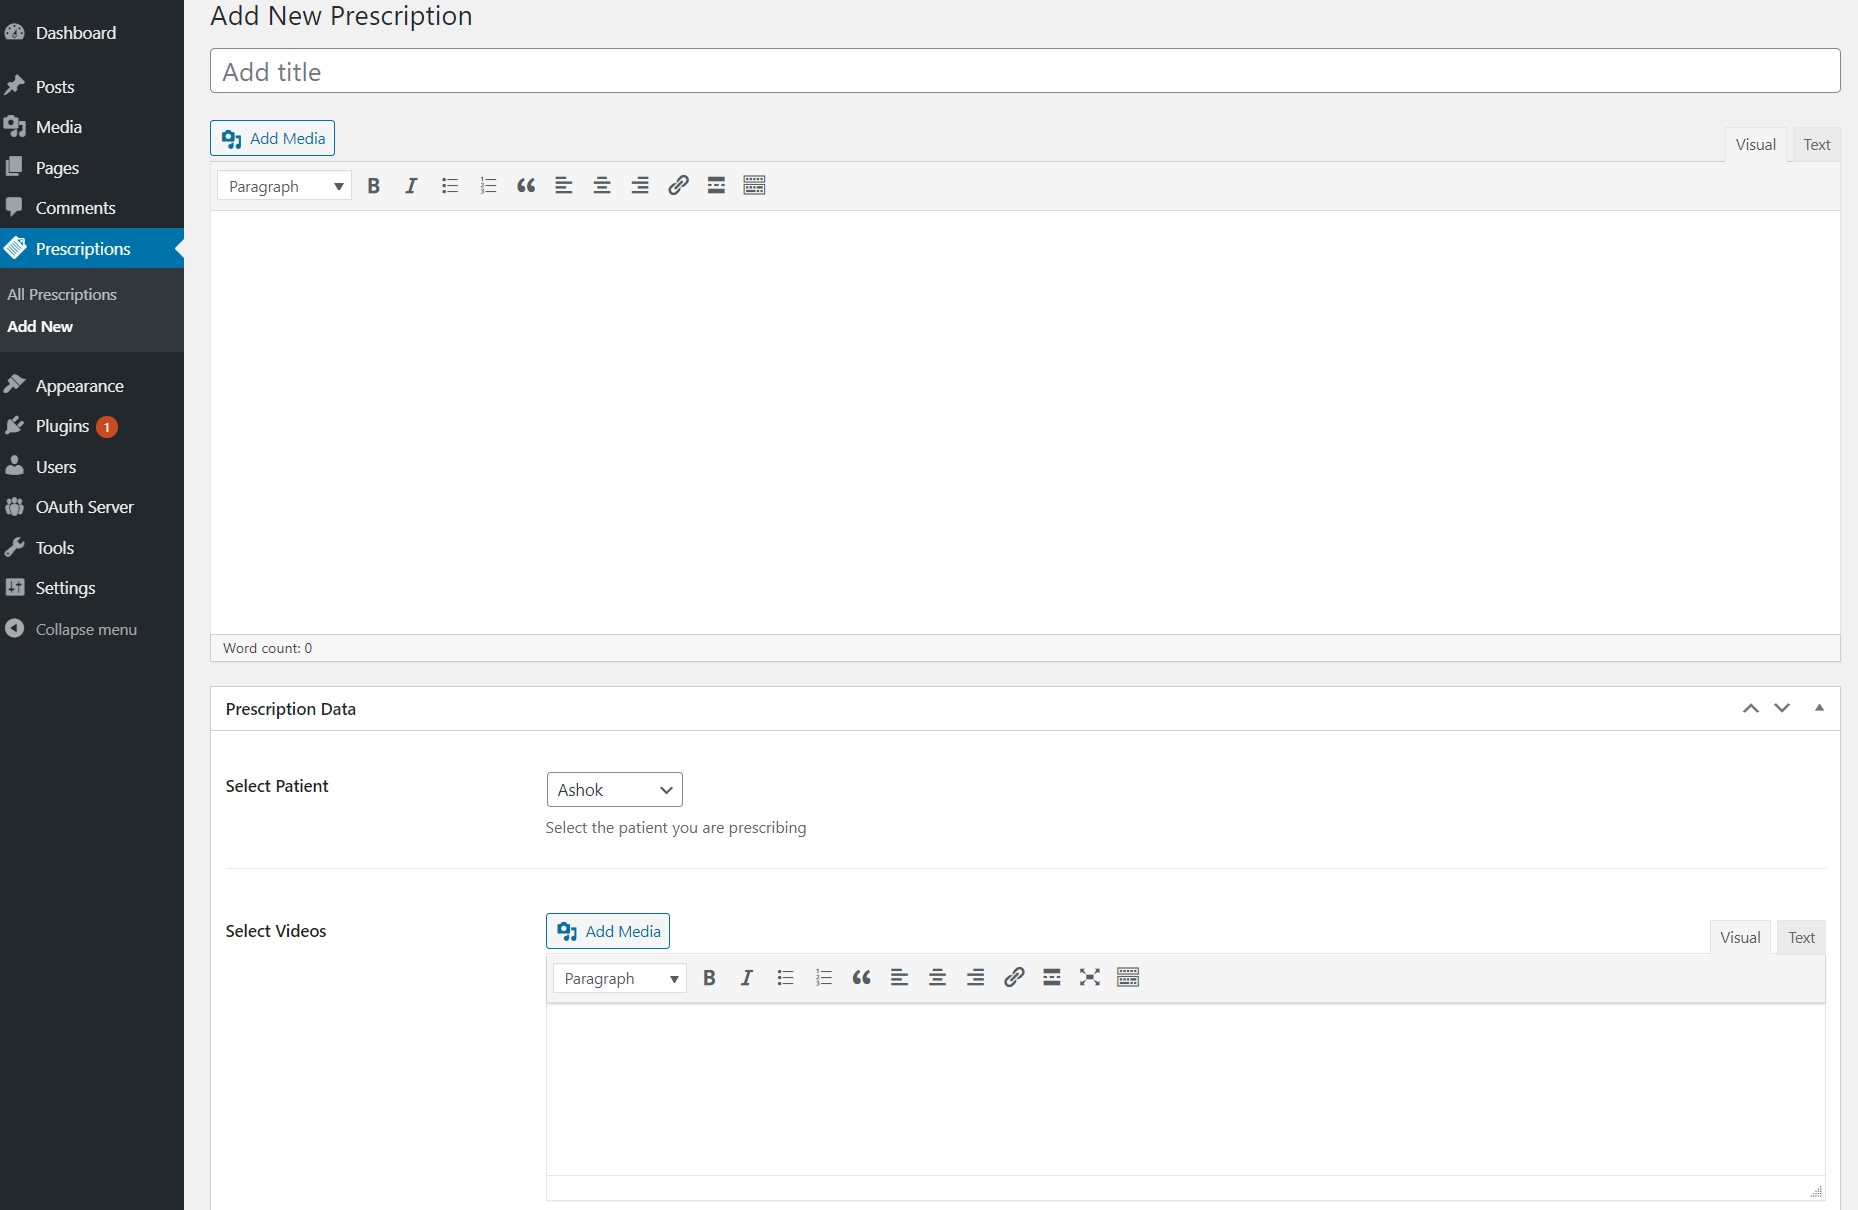 Dashboard
Posts
Media
Pages
Comments
Prescriptions
All Prescriptions
Add New
Appearance
Plugins 1
Users
OAuth Server
Tools
Settings
Collapse menu
Add New Prescription
Add title
Add Media
Visual Text
Paragraph
Word count: 0
Prescription Data
Select Patient
Ashok
Select the patient you are prescribing
Select Videos
Add Media
Visual Text
Paragraph